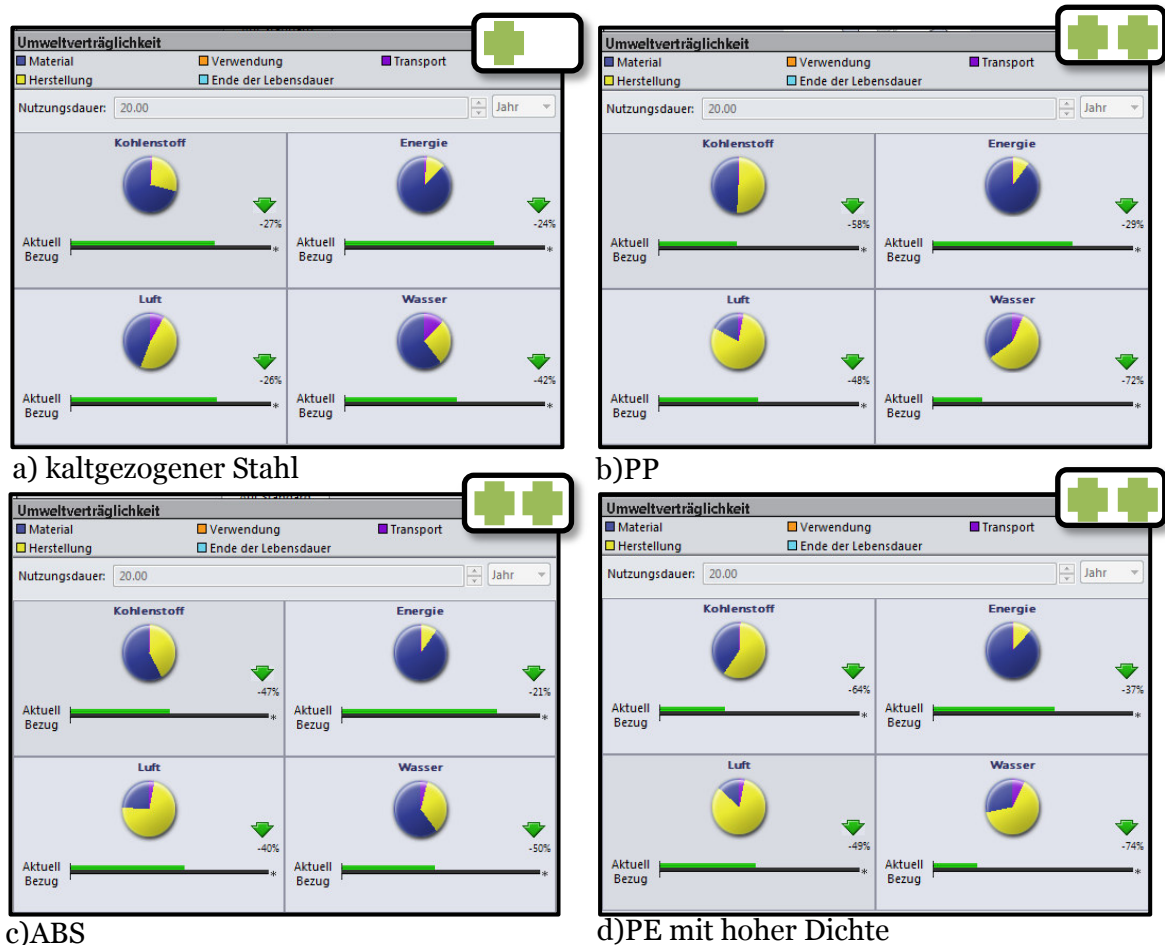 Umweltverträglichkeit
Material Verwendung Transport
Herstellung Ende der Lebensdauer
Nutzungsdauer: 20.00 Jahr
Kohlenstoff Energie
-27% -24%
Aktuell Aktuell
Bezug * Bezug *
Luft Wasser
-26% -42%
Aktuell Aktuell
Bezug * Bezug *
a) kaltgezogener Stahl
Umweltverträglichkeit
Material Verwendung Transport
Herstellung Ende der Lebensdauer
Nutzungsdauer: 20.00 Jahr
Kohlenstoff Energie
-58% -29%
Aktuell Aktuell
Bezug * Bezug *
Luft Wasser
-48% -72%
Aktuell Aktuell
Bezug * Bezug *
b)PP
Umweltverträglichkeit
Material Verwendung Transport
Herstellung Ende der Lebensdauer
Nutzungsdauer: 20.00 Jahr
Kohlenstoff Energie
-47% -21%
Aktuell Aktuell
Bezug * Bezug *
Luft Wasser
-40% -50%
Aktuell Aktuell
Bezug * Bezug *
c)ABS
Umweltverträglichkeit
Material Verwendung Transport
Herstellung Ende der Lebensdauer
Nutzungsdauer: 20.00 Jahr
Kohlenstoff Energie
-64% -37%
Aktuell Aktuell
Bezug * Bezug *
Luft Wasser
-49% -74%
Aktuell Aktuell
Bezug * Bezug *
d)PE mit hoher Dichte